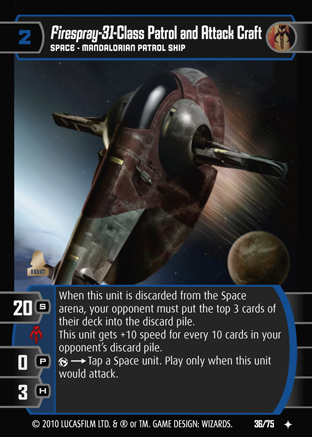 2
Firespray-31-Class Patrol and Attack Craft
SPACE - MANDALORIAN PATROL SHIP
IDC
20 S
When this unit is discarded from the Space
arena, your opponent must put the top 3 cards of
their deck into the discard pile.
This unit gets +10 speed for every 10 cards in your
opponent's discard pile.
0 P
→ Tap a Space unit. Play only when this unit
would attack.
3 H
© 2010 LUCASFILM LTD. & ® or TM. GAME DESIGN: WIZARDS.
36/75